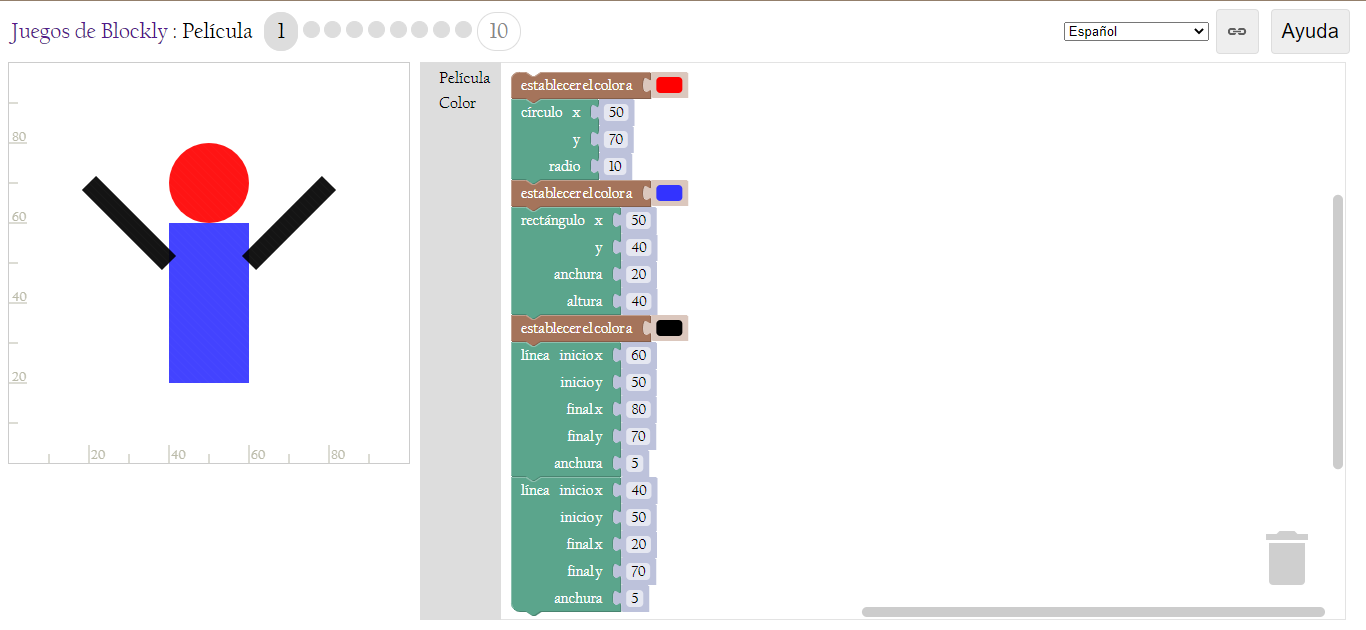 Juegos de Blockly : Película 1 10 Español Ayuda
80
60
40
20
20 40 60 80
Película
Color
establecer el color a
círculo x 50
y 70
radio 10
establecer el color a
rectángulo x 50
y 40
anchura 20
altura 40
establecer el color a
línea inicio x 60
inicio y 50
final x 80
final y 70
anchura 5
línea inicio x 40
inicio y 50
final x 20
final y 70
anchura 5